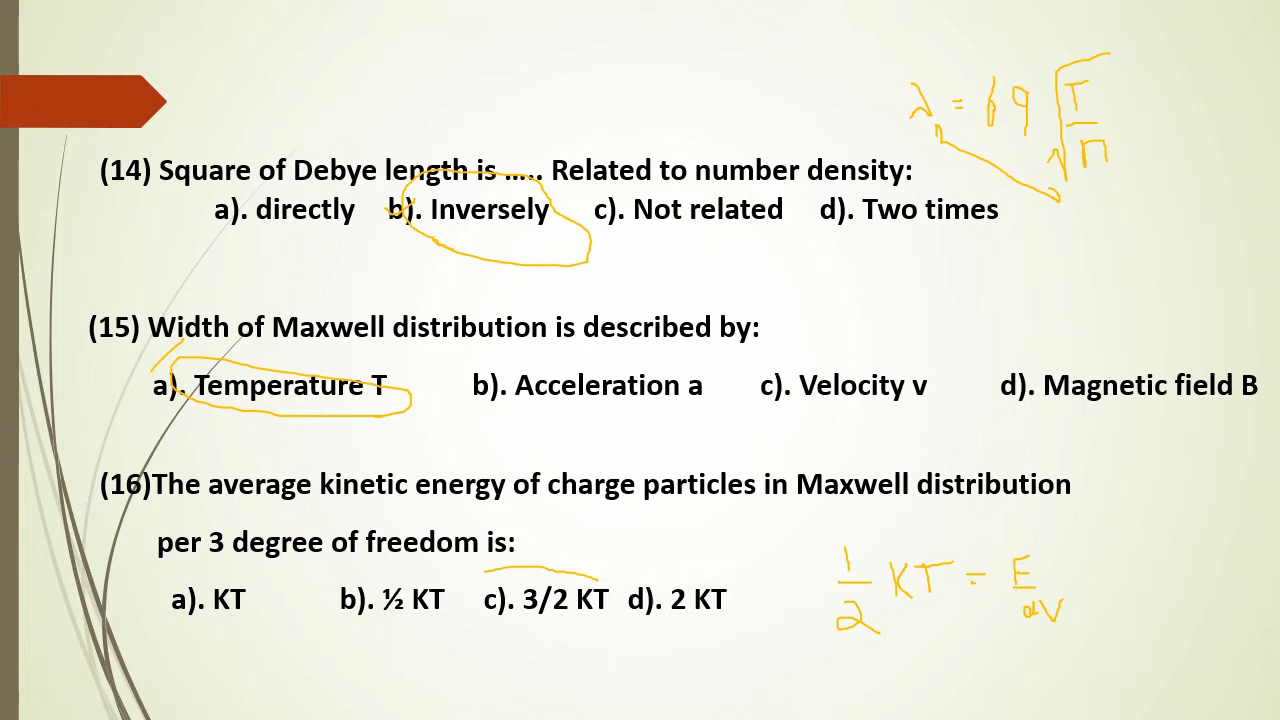 λ = 69 √T/n
(14) Square of Debye length is ….. Related to number density:
a). directly b). Inversely c). Not related d). Two times
(15) Width of Maxwell distribution is described by:
a). Temperature T b). Acceleration a c). Velocity v d). Magnetic field B
(16)The average kinetic energy of charge particles in Maxwell distribution
per 3 degree of freedom is:
a). KT b). ½ KT c). 3/2 KT d). 2 KT
1/2 KT = E av